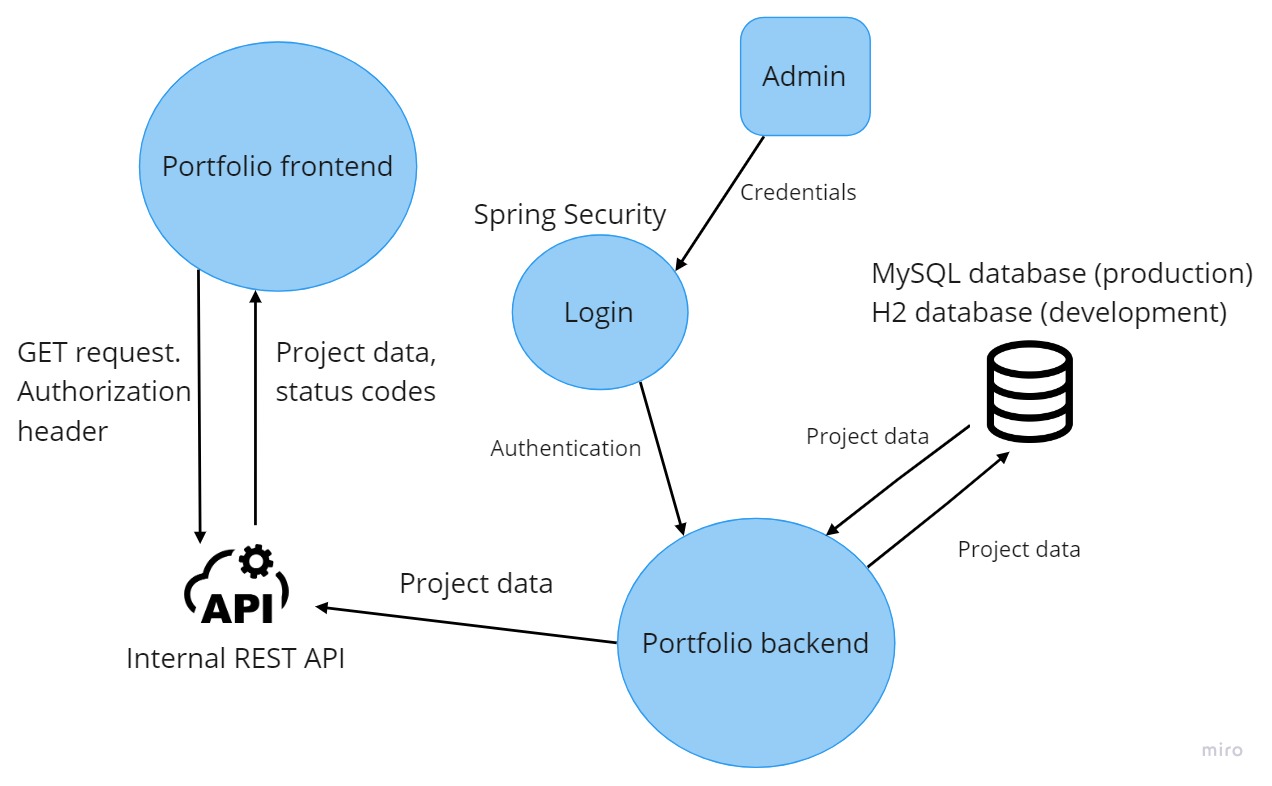 Admin
Portfolio frontend
Credentials
Spring Security
MySQL database (production)
H2 database (development)
Login
GET request.
Authorization
header
Project data,
status codes
Authentication
Project data
Project data
Project data
API
Internal REST API
Portfolio backend
miro